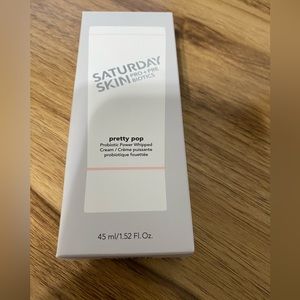 SATURDAY
SKIN PRO + PRE
BIOTICS
pretty pop
Probiotic Power Whipped
Cream / Crème puissante
probiotique fouettée
45 ml/1.52 Fl.Oz.